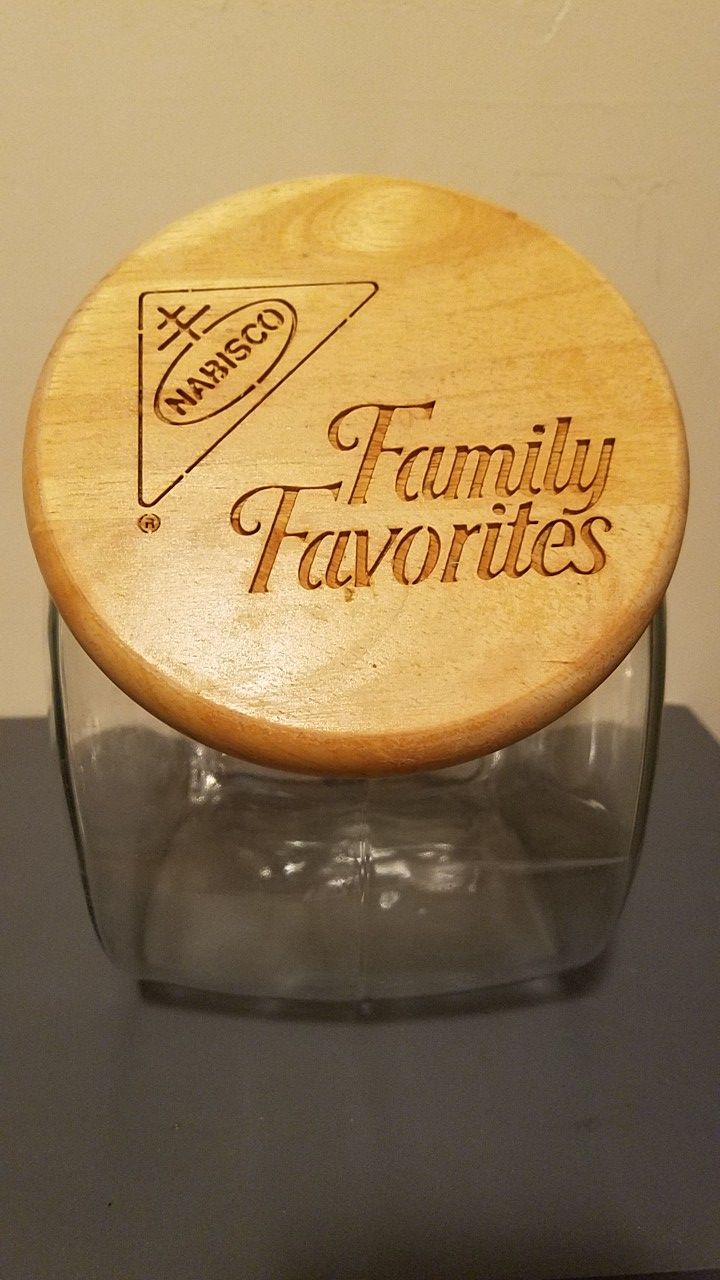 NABISCO
®
Family
Favorites